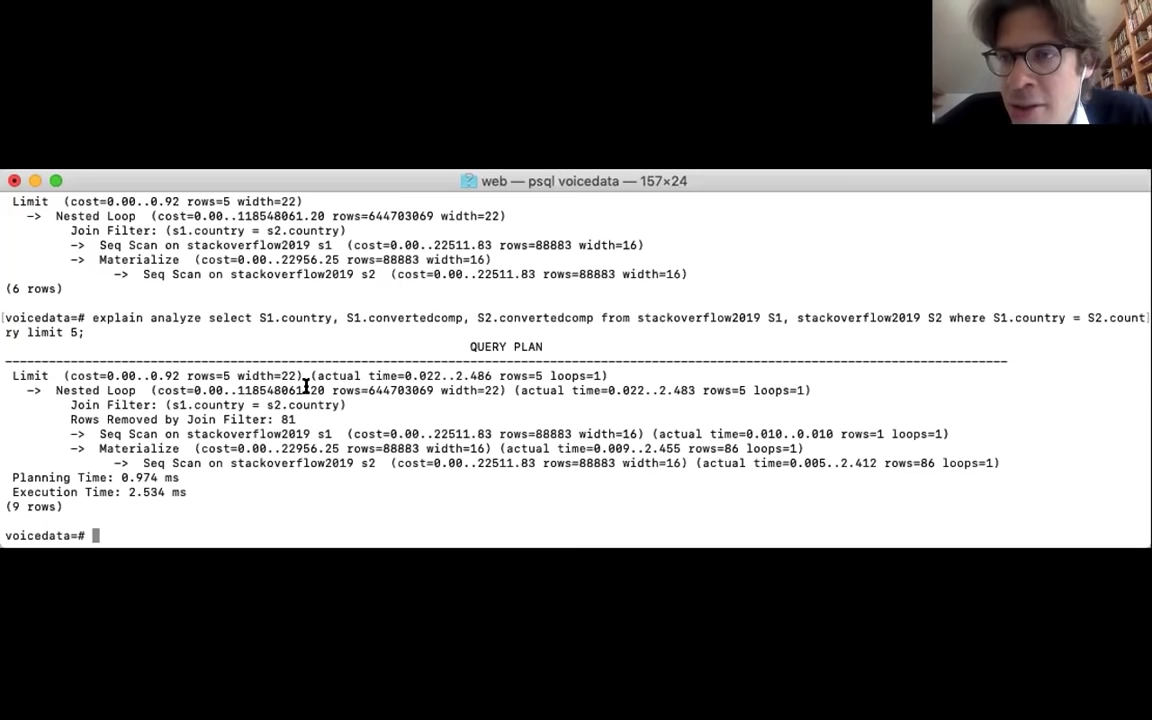 web — psql voicedata — 157×24
Limit  (cost=0.00..0.92 rows=5 width=22)
->  Nested Loop  (cost=0.00..118548061.20 rows=644703069 width=22)
Join Filter: (s1.country = s2.country)
->  Seq Scan on stackoverflow2019 s1  (cost=0.00..22511.83 rows=88883 width=16)
->  Materialize  (cost=0.00..22956.25 rows=88883 width=16)
->  Seq Scan on stackoverflow2019 s2  (cost=0.00..22511.83 rows=88883 width=16)
(6 rows)
[voicedata=# explain analyze select S1.country, S1.convertedcomp, S2.convertedcomp from stackoverflow2019 S1, stackoverflow2019 S2 where S1.country = S2.count]
ry limit 5;
QUERY PLAN
Limit  (cost=0.00..0.92 rows=5 width=22) (actual time=0.022..2.486 rows=5 loops=1)
->  Nested Loop  (cost=0.00..118548061.20 rows=644703069 width=22) (actual time=0.022..2.483 rows=5 loops=1)
Join Filter: (s1.country = s2.country)
Rows Removed by Join Filter: 81
->  Seq Scan on stackoverflow2019 s1  (cost=0.00..22511.83 rows=88883 width=16) (actual time=0.010..0.010 rows=1 loops=1)
->  Materialize  (cost=0.00..22956.25 rows=88883 width=16) (actual time=0.009..2.455 rows=86 loops=1)
->  Seq Scan on stackoverflow2019 s2  (cost=0.00..22511.83 rows=88883 width=16) (actual time=0.005..2.412 rows=86 loops=1)
Planning Time: 0.974 ms
Execution Time: 2.534 ms
(9 rows)
voicedata=#